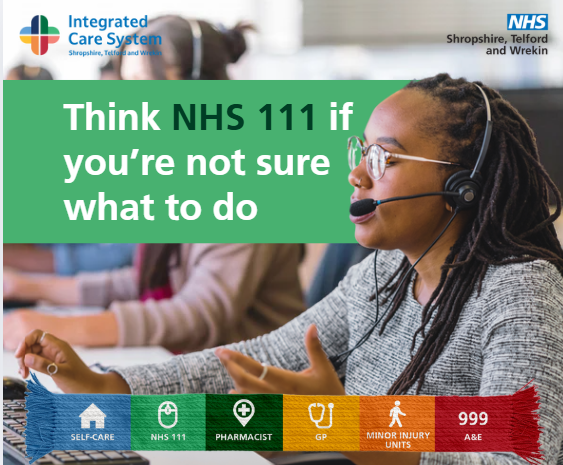 Integrated
Care System
Shropshire, Telford and Wrekin
NHS
Shropshire, Telford
and Wrekin
Think NHS 111 if
you're not sure
what to do
SELF-CARE
NHS 111
PHARMACIST
GP
MINOR INJURY
UNITS
999
A&E